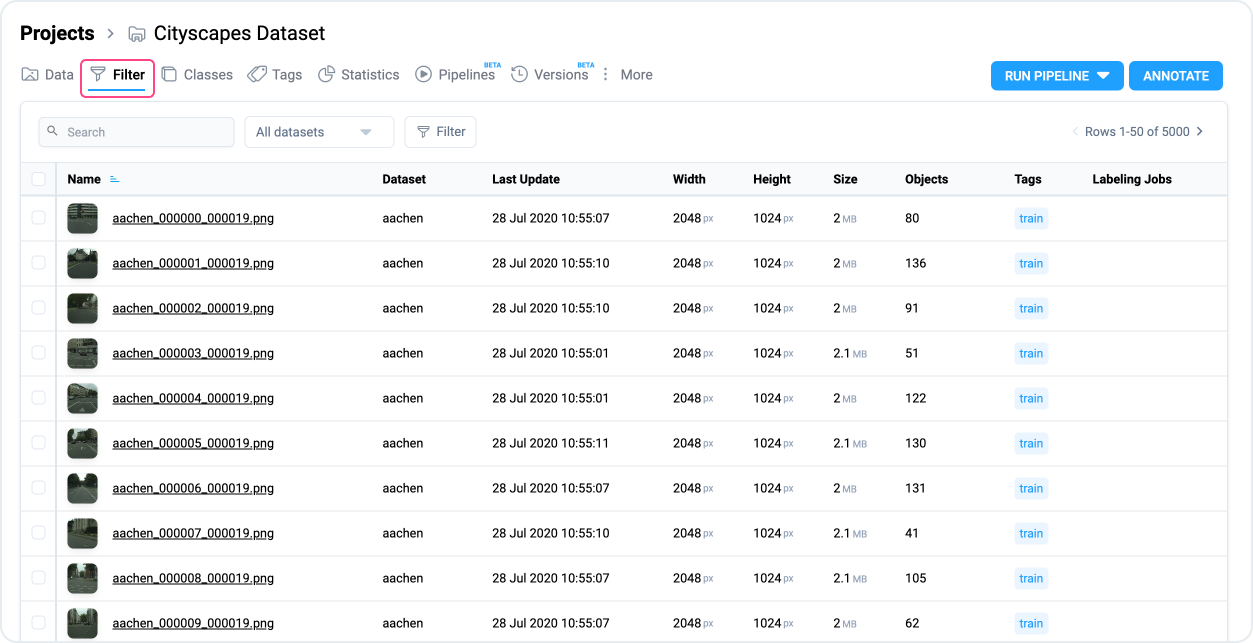 Projects > Cityscapes Dataset
Data Filter Classes Tags Statistics Pipelines BETA Versions BETA More RUN PIPELINE ANNOTATE
Search All datasets Filter Rows 1-50 of 5000
Name Dataset Last Update Width Height Size Objects Tags Labeling Jobs
aachen_000000_000019.png aachen 28 Jul 2020 10:55:07 2048 px 1024 px 2 MB 80 train
aachen_000001_000019.png aachen 28 Jul 2020 10:55:10 2048 px 1024 px 2 MB 136 train
aachen_000002_000019.png aachen 28 Jul 2020 10:55:10 2048 px 1024 px 2 MB 91 train
aachen_000003_000019.png aachen 28 Jul 2020 10:55:01 2048 px 1024 px 2.1 MB 51 train
aachen_000004_000019.png aachen 28 Jul 2020 10:55:01 2048 px 1024 px 2 MB 122 train
aachen_000005_000019.png aachen 28 Jul 2020 10:55:11 2048 px 1024 px 2.1 MB 130 train
aachen_000006_000019.png aachen 28 Jul 2020 10:55:07 2048 px 1024 px 2 MB 131 train
aachen_000007_000019.png aachen 28 Jul 2020 10:55:10 2048 px 1024 px 2.1 MB 41 train
aachen_000008_000019.png aachen 28 Jul 2020 10:55:07 2048 px 1024 px 2.1 MB 105 train
aachen_000009_000019.png aachen 28 Jul 2020 10:55:07 2048 px 1024 px 2 MB 62 train